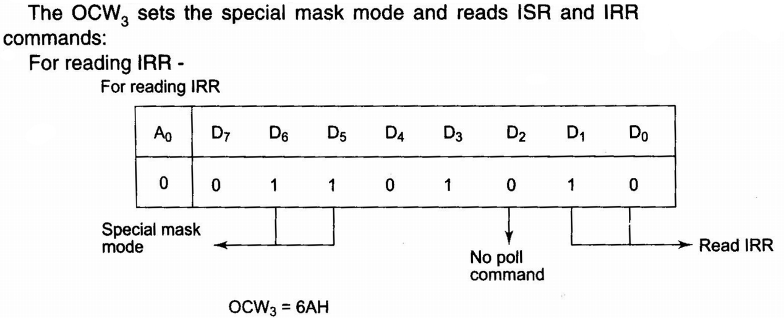 The OCW₃ sets the special mask mode and reads ISR and IRR
commands:
For reading IRR -
For reading IRR
A₀ D₇ D₆ D₅ D₄ D₃ D₂ D₁ D₀
0 0 1 1 0 1 0 1 0
Special mask
mode
No poll
command
Read IRR
OCW₃ = 6AH